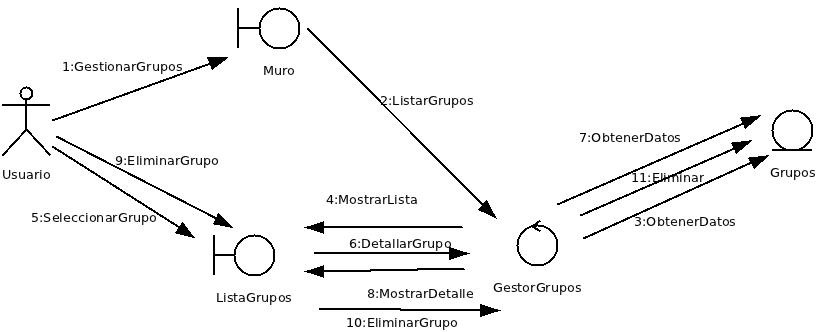 1:GestionarGrupos
Muro
2:ListarGrupos
7:ObtenerDatos
Usuario
9:EliminarGrupo
11:Eliminar
Grupos
4:MostrarLista
5:SeleccionarGrupo
3:ObtenerDatos
6:DetallarGrupo
ListaGrupos
GestorGrupos
8:MostrarDetalle
10:EliminarGrupo